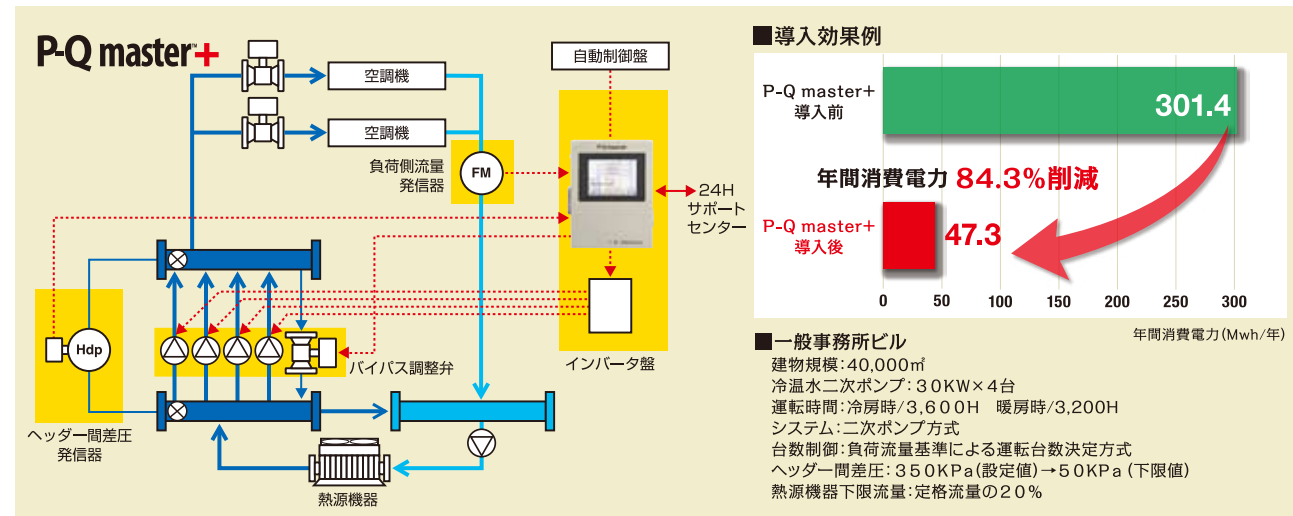 P-Q master™+
自動制御盤
空調機
空調機
負荷側流量
発信器
FM
24H
サポート
センター
Hdp
バイパス調整弁
インバータ盤
ヘッダー間差圧
発信器
熱源機器
■導入効果例
P-Q master+
導入前
301.4
年間消費電力 84.3%削減
P-Q master+
導入後
47.3
0 50 100 150 200 250 300
年間消費電力(Mwh/年)
■一般事務所ビル
建物規模:40,000㎡
冷温水二次ポンプ:30KW×4台
運転時間:冷房時/3,600H 暖房時/3,200H
システム:二次ポンプ方式
台数制御:負荷流量基準による運転台数決定方式
ヘッダー間差圧:350KPa(設定値)→50KPa(下限値)
熱源機器下限流量:定格流量の20%